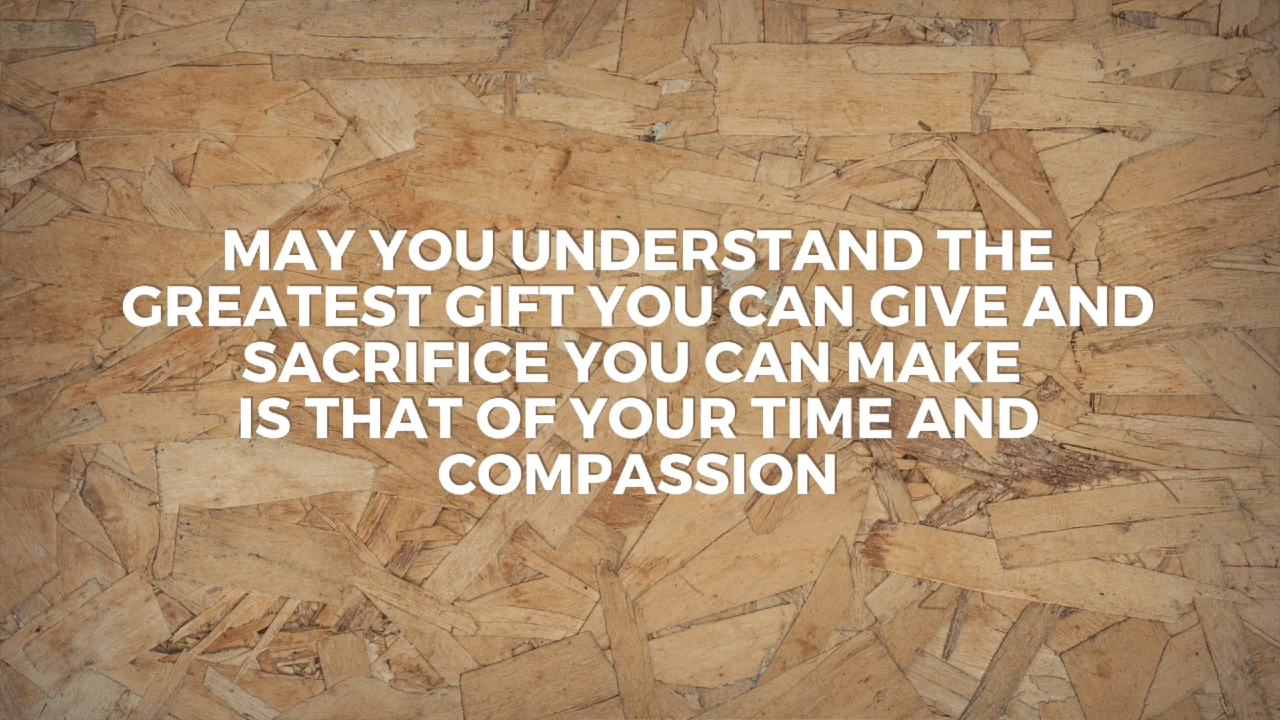 MAY YOU UNDERSTAND THE
GREATEST GIFT YOU CAN GIVE AND
SACRIFICE YOU CAN MAKE
IS THAT OF YOUR TIME AND
COMPASSION